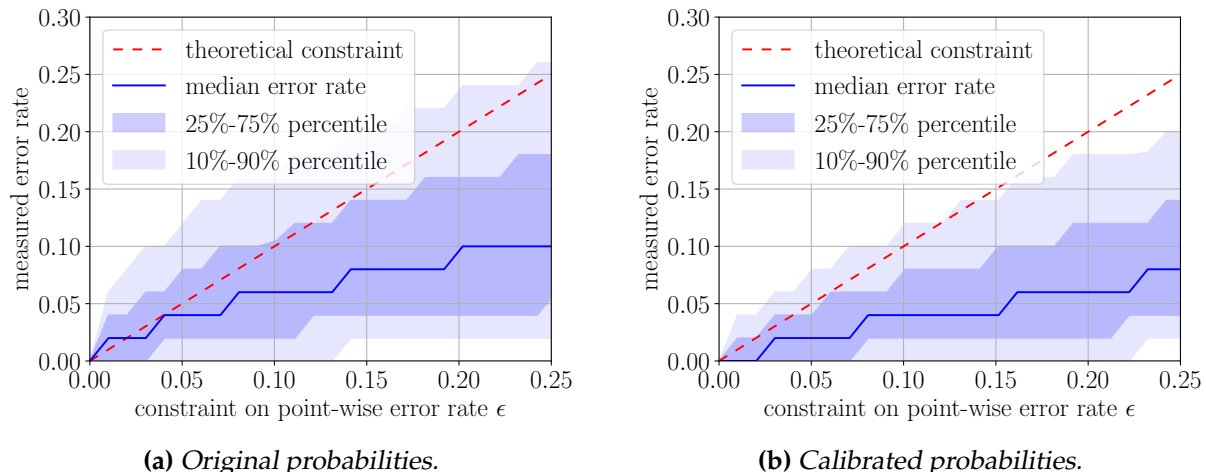 0.30
0.25
0.20
0.15
0.10
0.05
0.00
measured error rate
theoretical constraint
median error rate
25%-75% percentile
10%-90% percentile
0.00 0.05 0.10 0.15 0.20 0.25
constraint on point-wise error rate ϵ
(a) Original probabilities.
0.30
0.25
0.20
0.15
0.10
0.05
0.00
measured error rate
theoretical constraint
median error rate
25%-75% percentile
10%-90% percentile
0.00 0.05 0.10 0.15 0.20 0.25
constraint on point-wise error rate ϵ
(b) Calibrated probabilities.